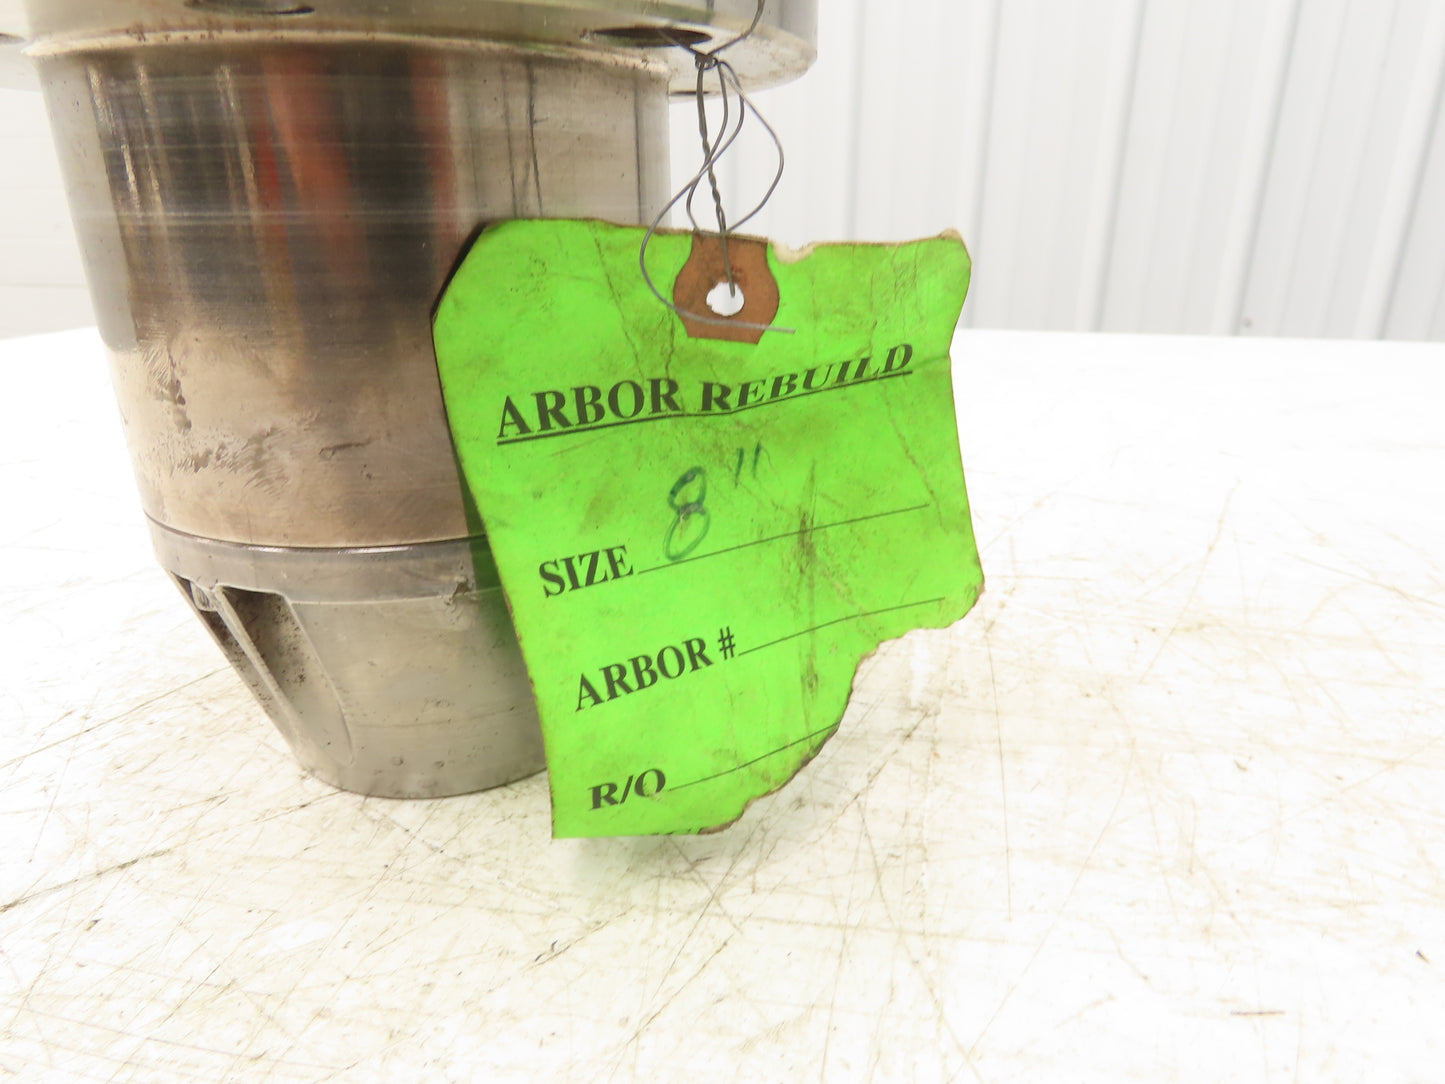 ARBOR REBUILD
SIZE 8"
ARBOR #
R/O